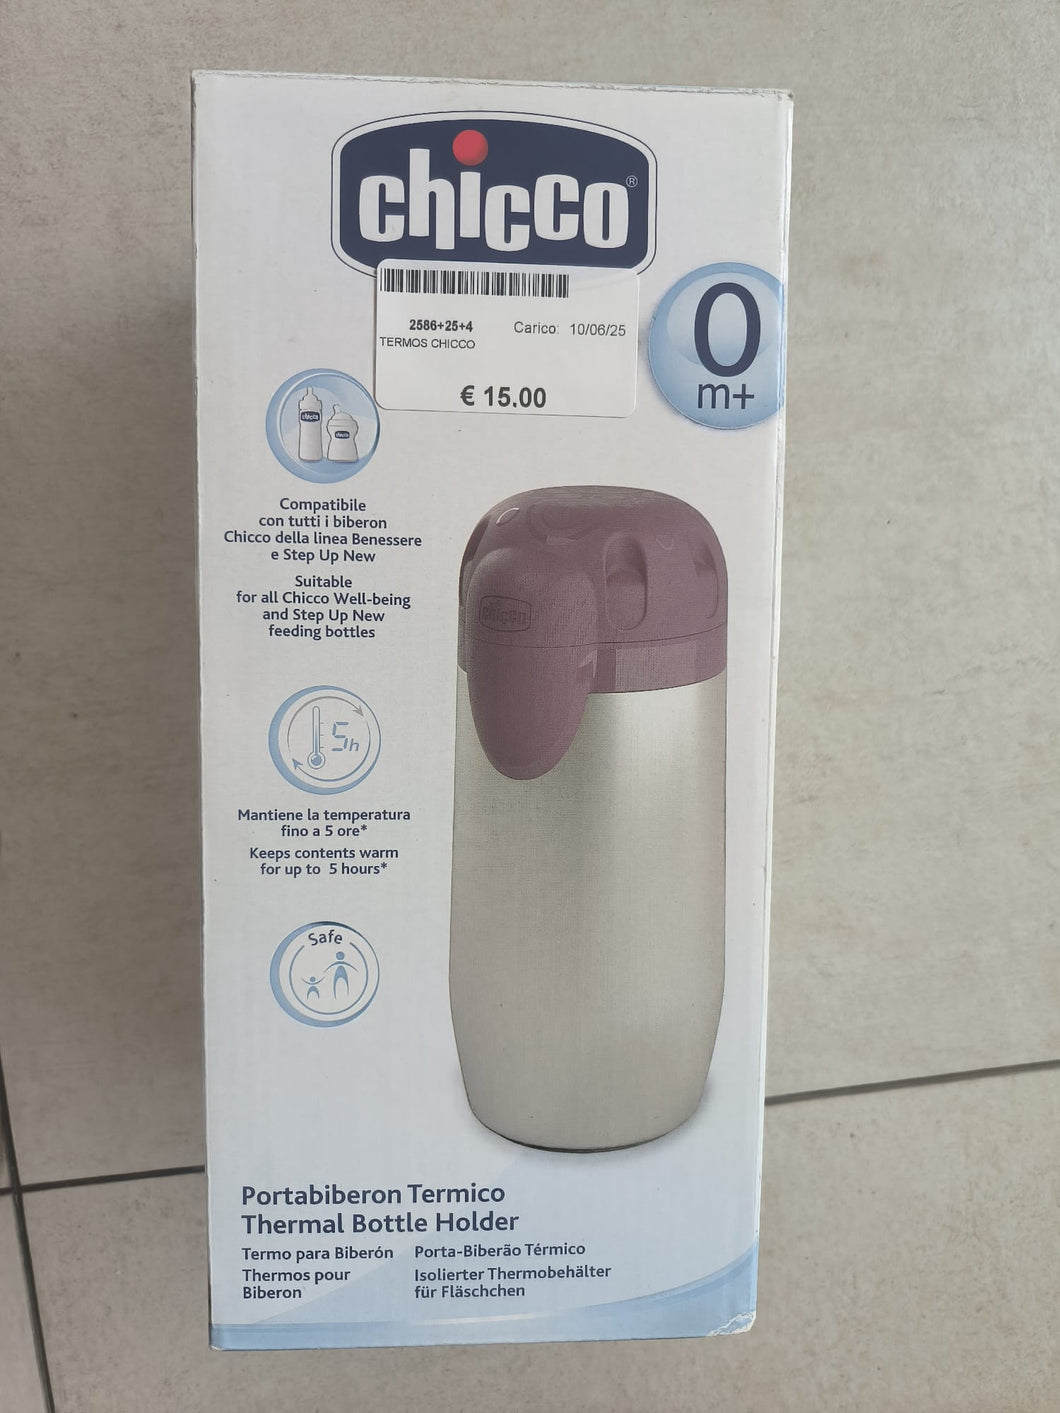 chicco®
2586+25+4
Carico: 10/06/25
TERMOS CHICCO
€ 15.00
0
m+
chicco
chicco
Compatibile
con tutti i biberon
Chicco della linea Benessere
e Step Up New
Suitable
for all Chicco Well-being
and Step Up New
feeding bottles
chicco
5h
Mantiene la temperatura
fino a 5 ore*
Keeps contents warm
for up to 5 hours*
Safe
Portabiberon Termico
Thermal Bottle Holder
Termo para Biberón
Porta-Biberão Térmico
Thermos pour
Biberon
Isolierter Thermobehälter
für Fläschchen